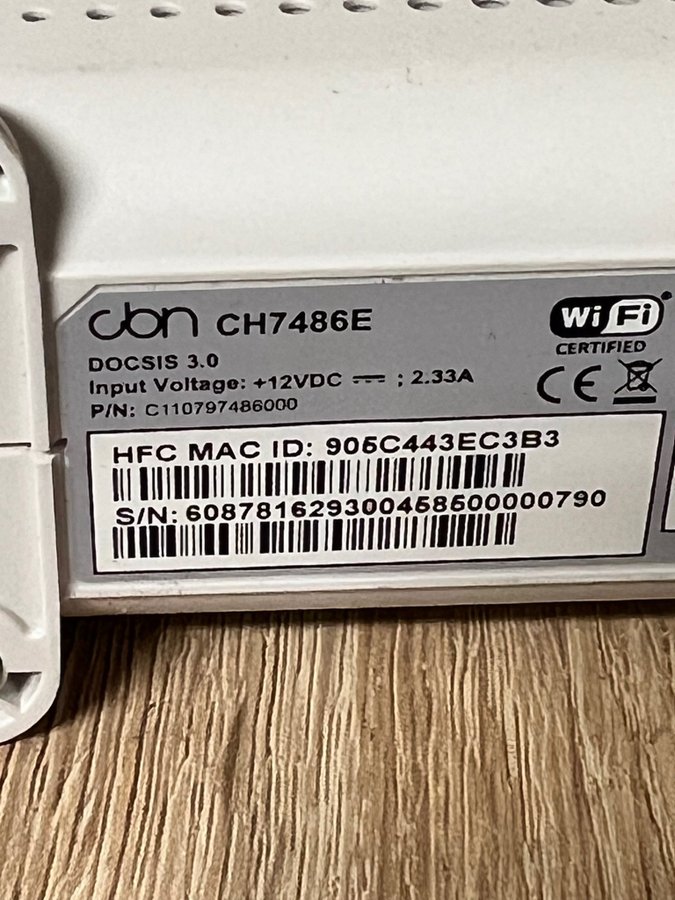 cbn CH7486E
WiFi
CERTIFIED
DOCSIS 3.0
Input Voltage: +12VDC ⎓ ; 2.33A
P/N: C110797486000
CE
HFC MAC ID: 905C443EC3B3
S/N: 608781629300458500000790